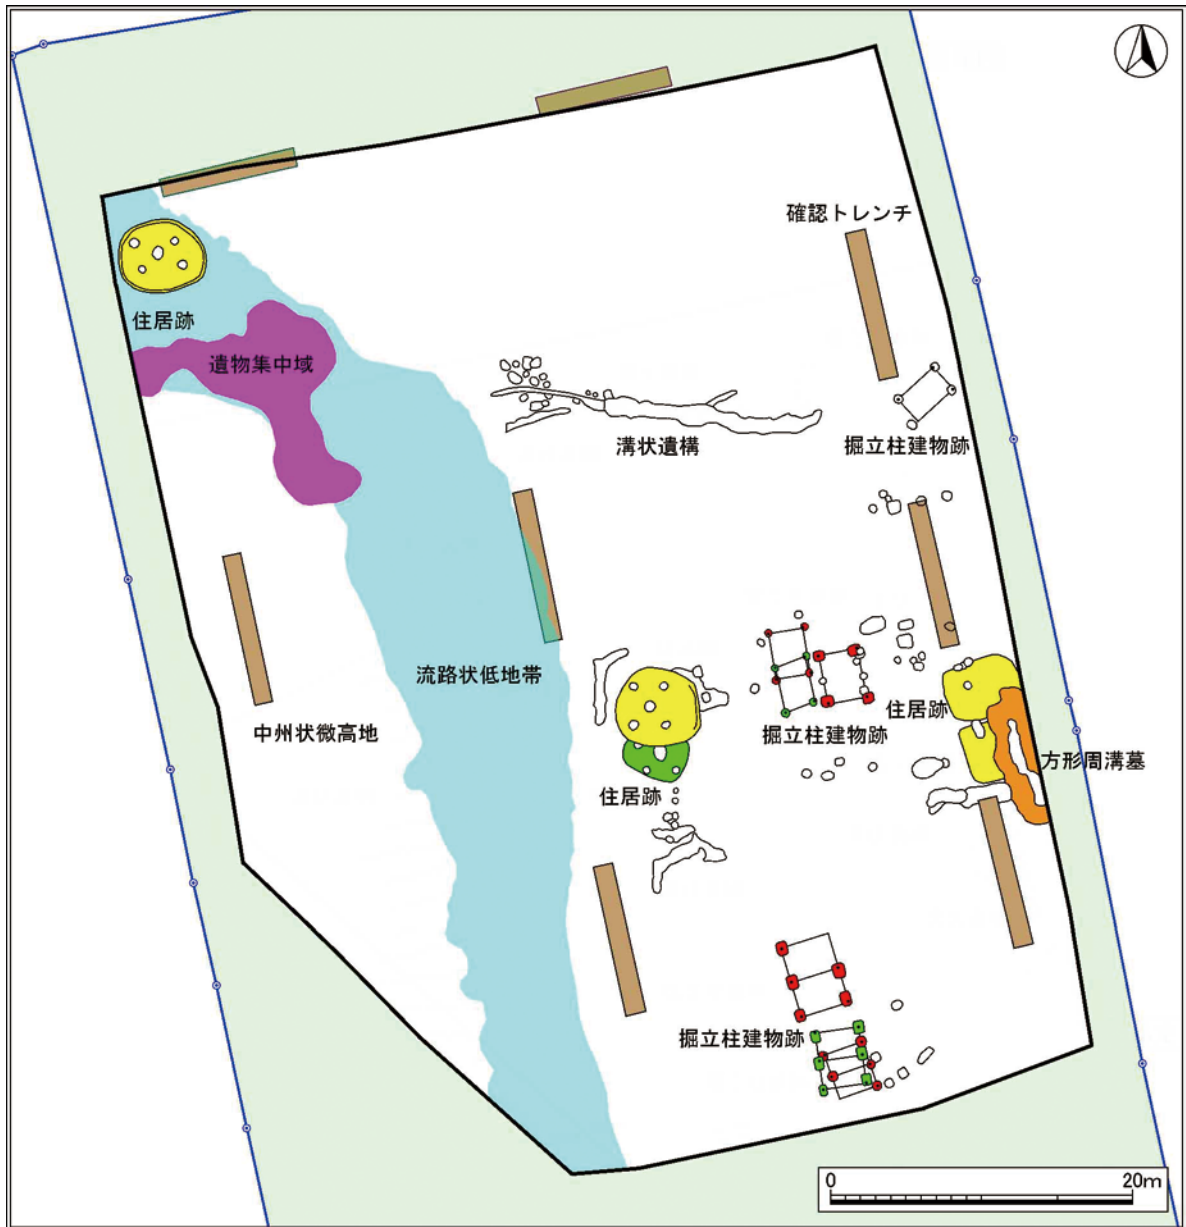 確認トレンチ
住居跡
遺物集中域
溝状遺構
掘立柱建物跡
流路状低地帯
中州状微高地
住居跡
掘立柱建物跡
方形周溝墓
住居跡
掘立柱建物跡
0 20m